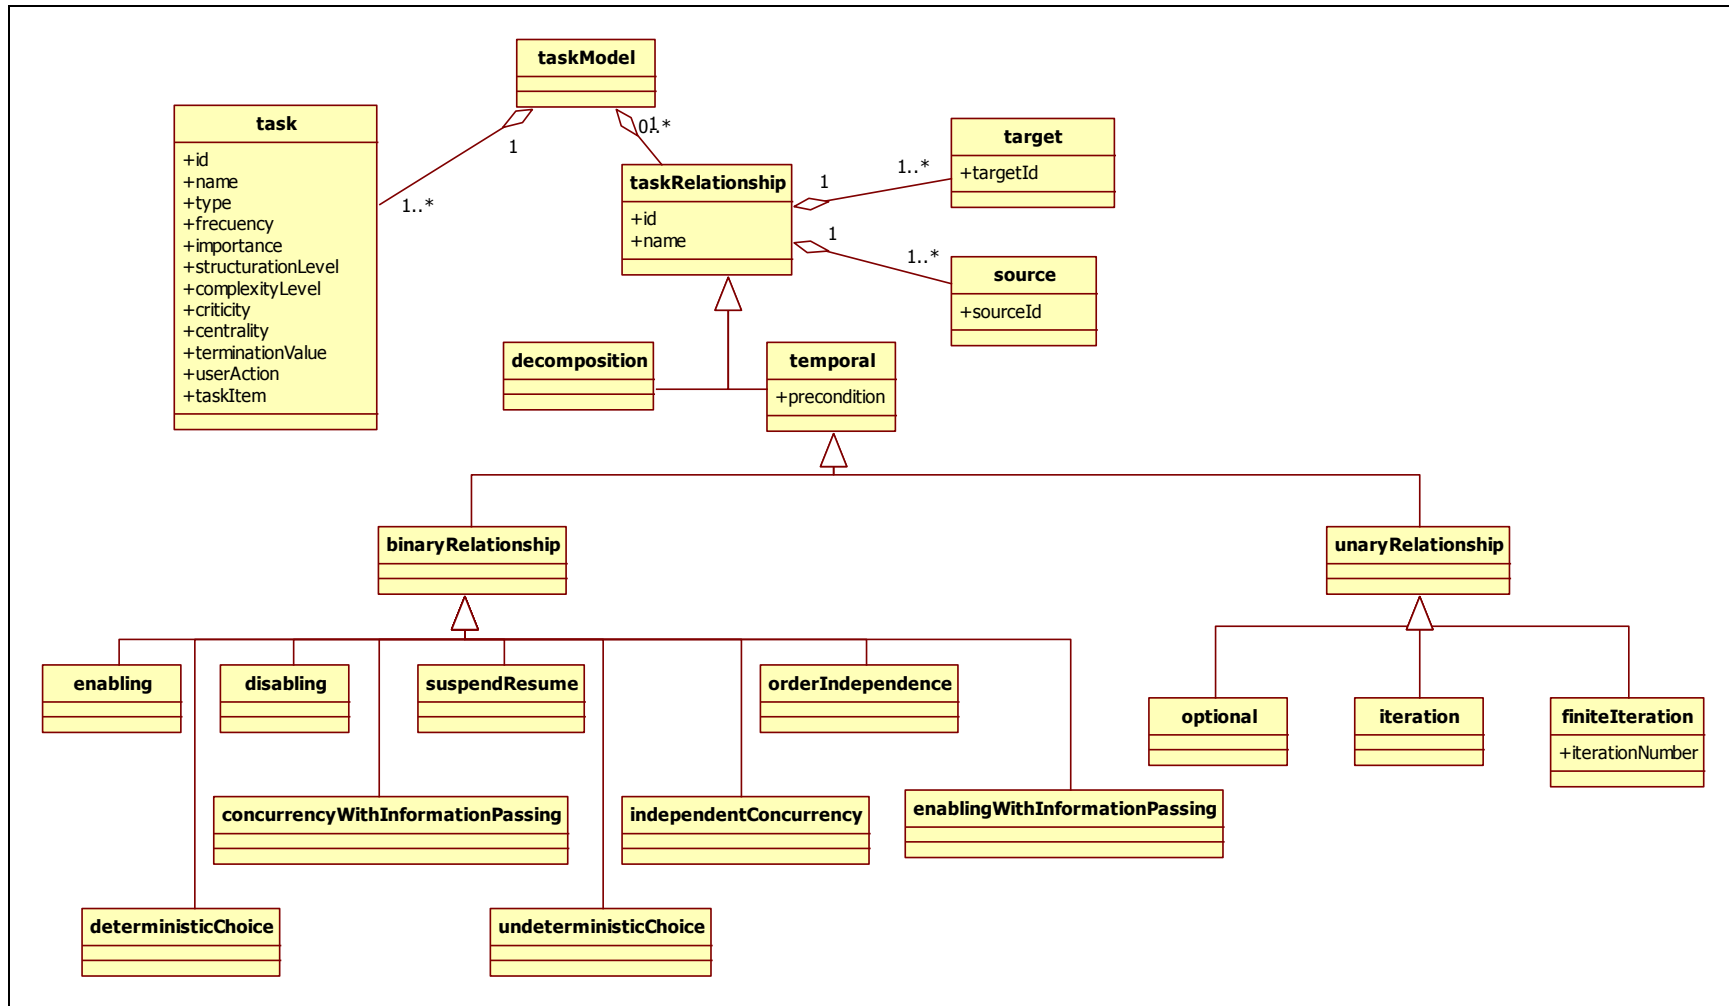 taskModel
task
+id
+name
+type
+frecuency
+importance
+structurationLevel
+complexityLevel
+criticity
+centrality
+terminationValue
+userAction
+taskItem
1
1..*
1
0..*
taskRelationship
+id
+name
1
1..*
target
+targetId
1
1..*
source
+sourceId
decomposition
temporal
+precondition
binaryRelationship
unaryRelationship
enabling
disabling
suspendResume
orderIndependence
optional
iteration
finiteIteration
+iterationNumber
concurrencyWithInformationPassing
independentConcurrency
enablingWithInformationPassing
deterministicChoice
undeterministicChoice